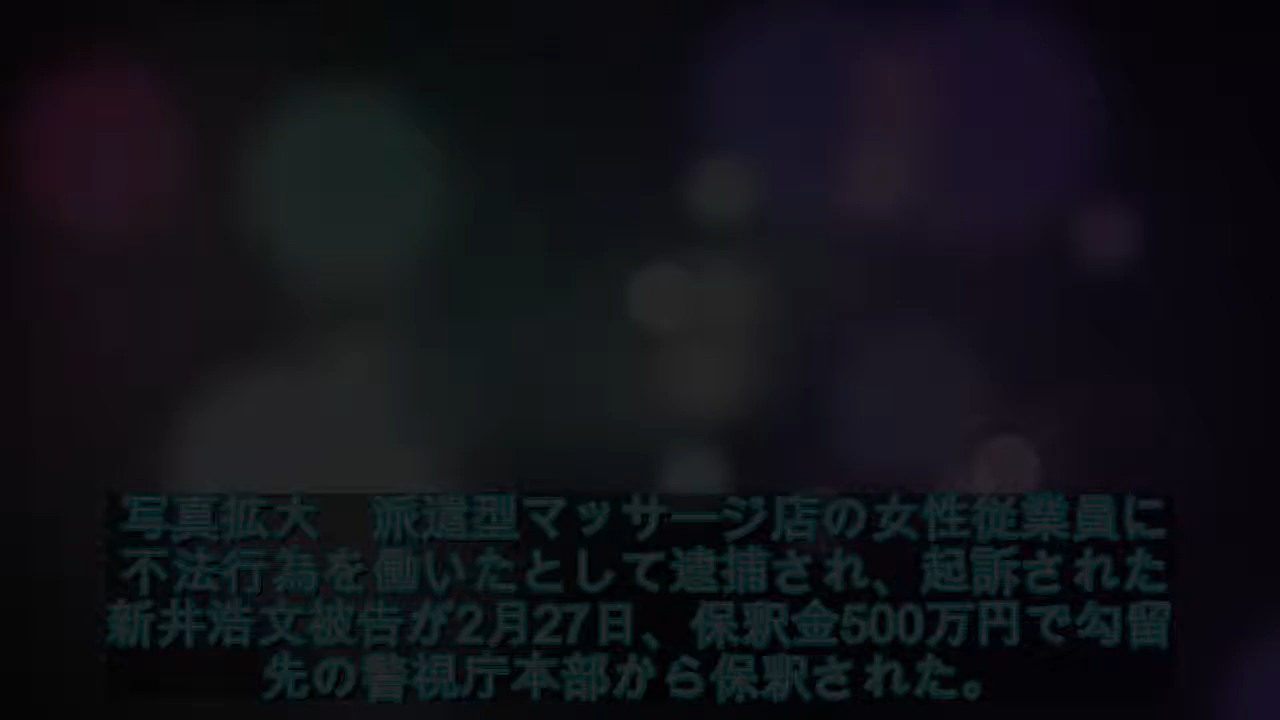 写真拡大　派遣型マッサージ店の女性従業員に
不法行為を働いたとして逮捕され、起訴された
新井浩文被告が2月27日、保釈金500万円で勾留
先の警視庁本部から保釈された。